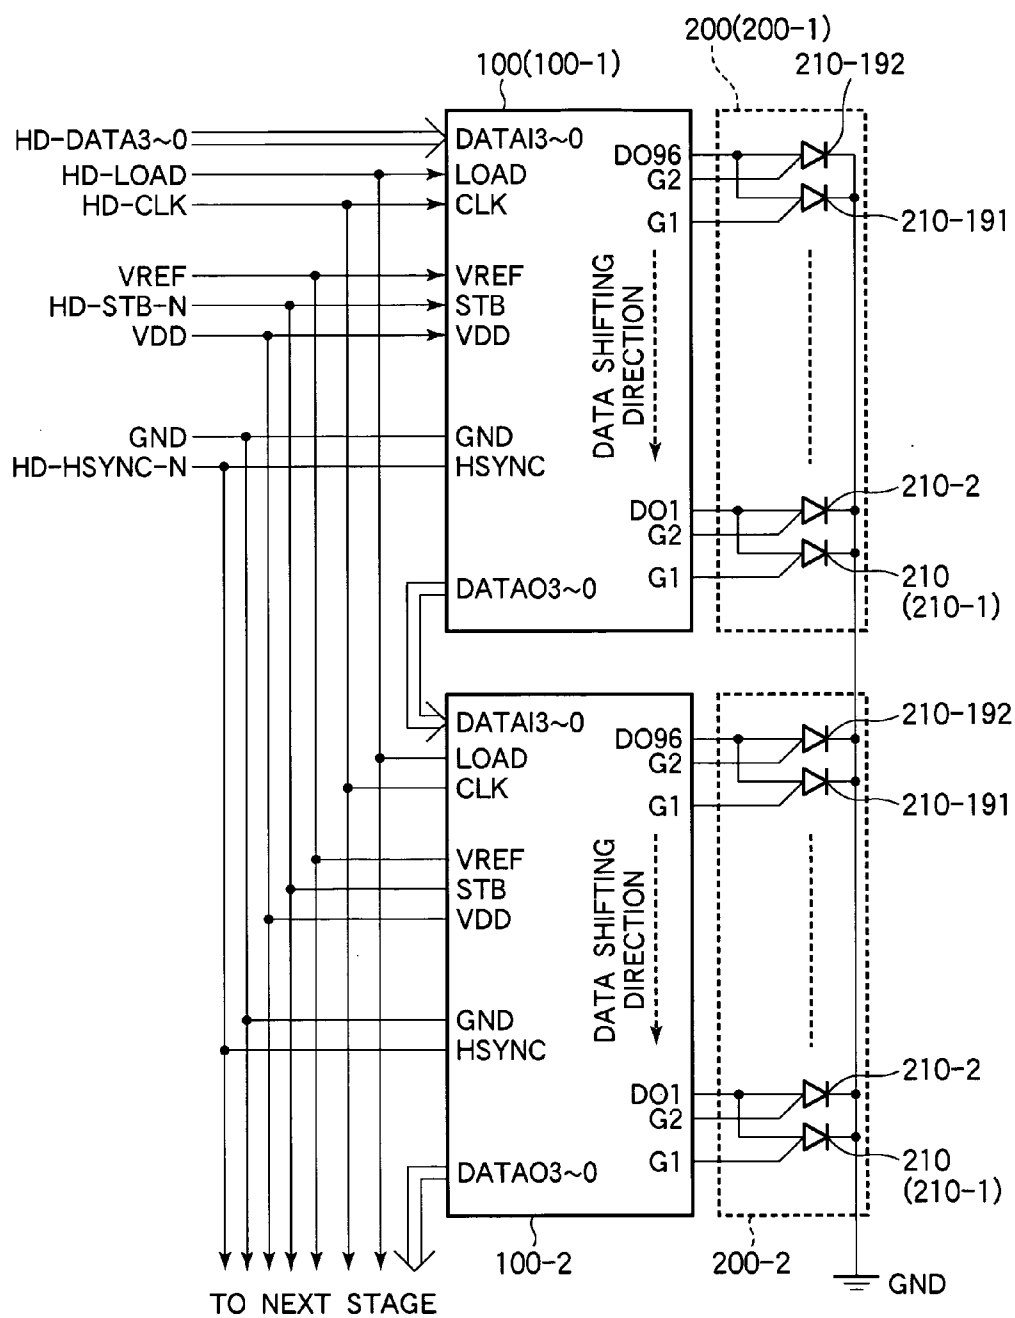 200(200-1)
100(100-1)
210-192
HD-DATA3~0
DATAI3~0
DO96
HD-LOAD
LOAD
G2
HD-CLK
CLK
G1
210-191
VREF
VREF
HD-STB-N
STB
VDD
VDD
DATA SHIFTING
DIRECTION
GND
GND
HD-HSYNC-N
HSYNC
210-2
DO1
G2
G1
210
(210-1)
DATAO3~0
DATAI3~0
DO96
210-192
LOAD
G2
CLK
G1
210-191
VREF
STB
VDD
DATA SHIFTING
DIRECTION
GND
HSYNC
210-2
DO1
G2
G1
210
(210-1)
DATAO3~0
100-2
200-2
GND
TO NEXT STAGE